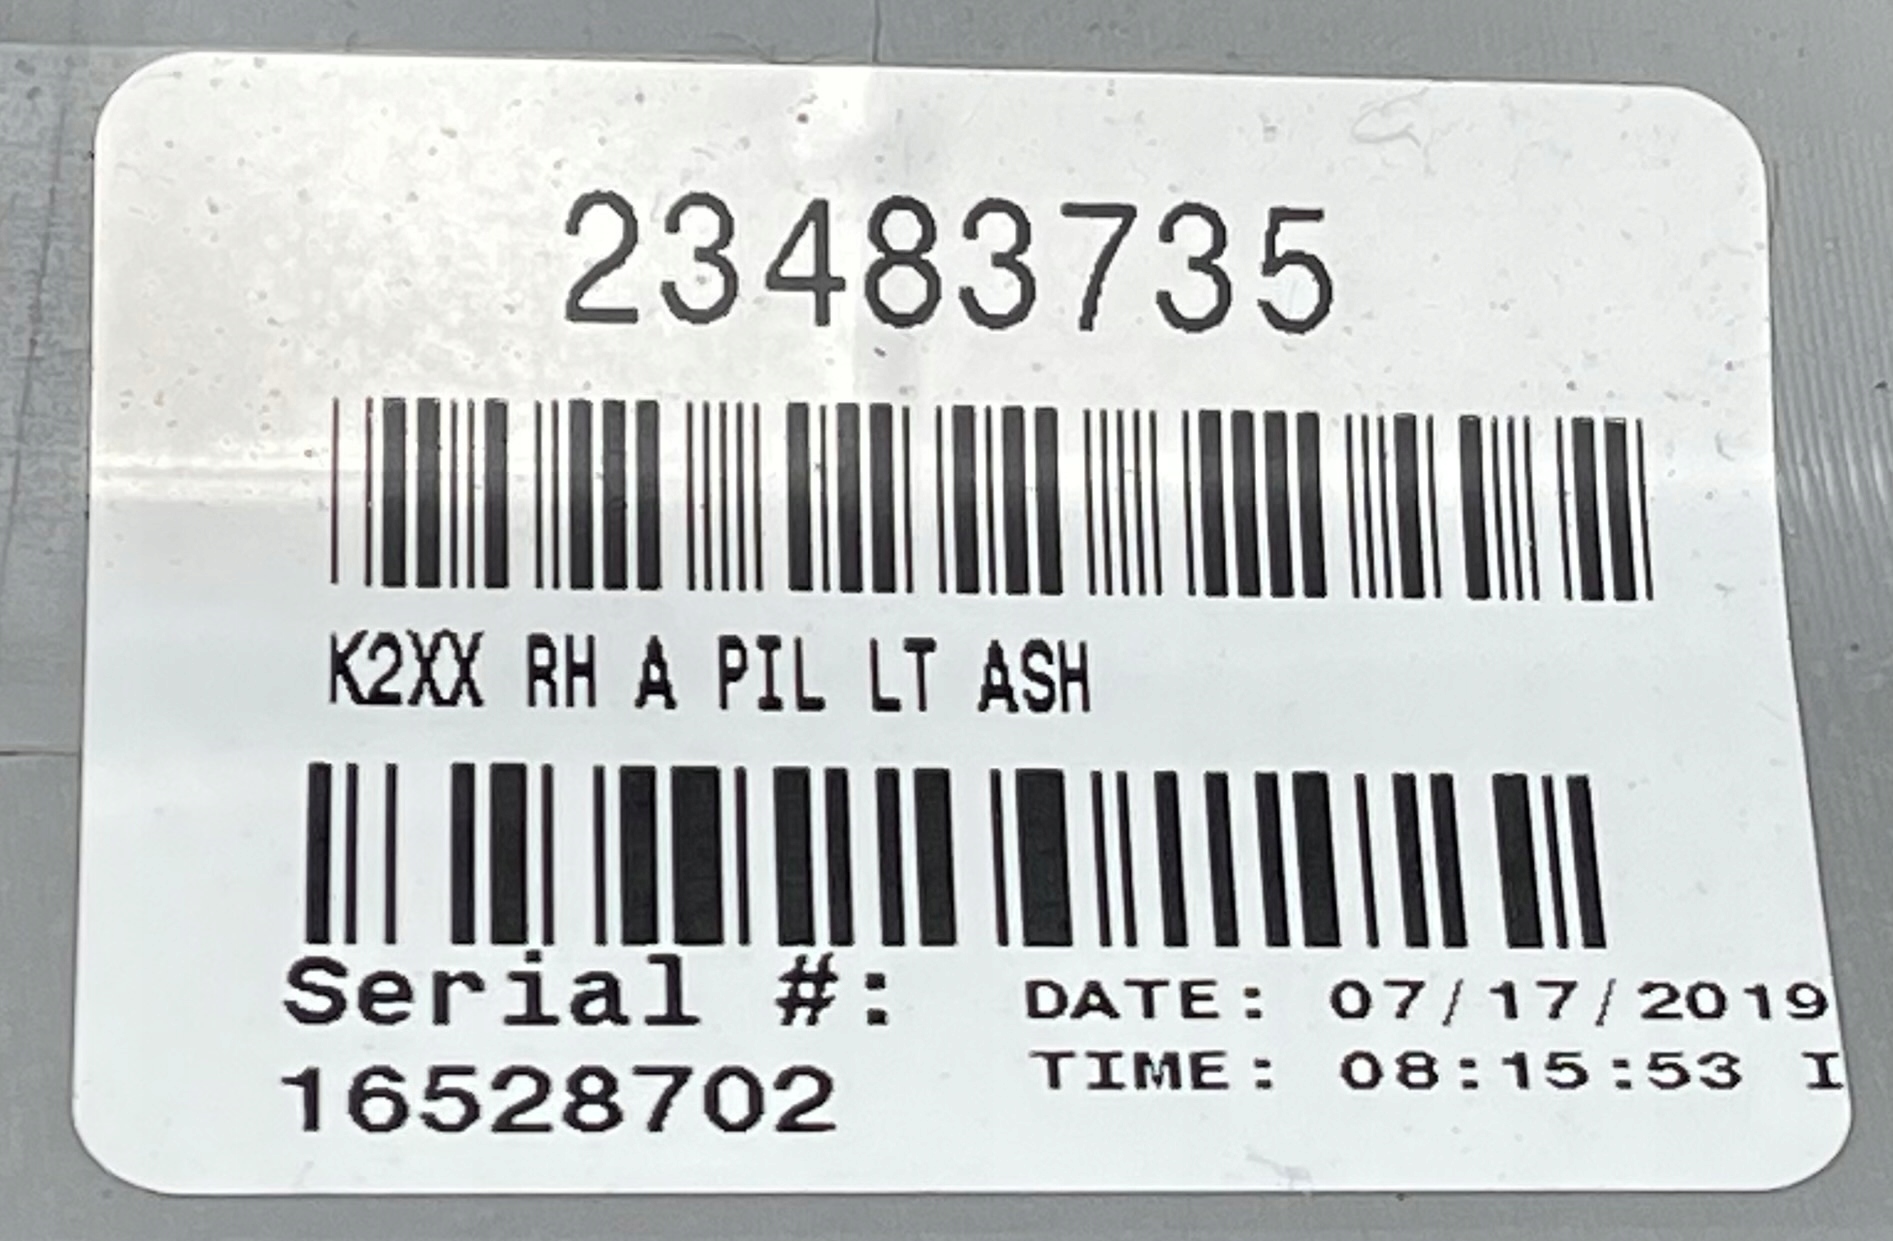 23483735
K2XX RH A PIL LT ASH
Serial #:
16528702
DATE: 07/17/2019
TIME: 08:15:53 I